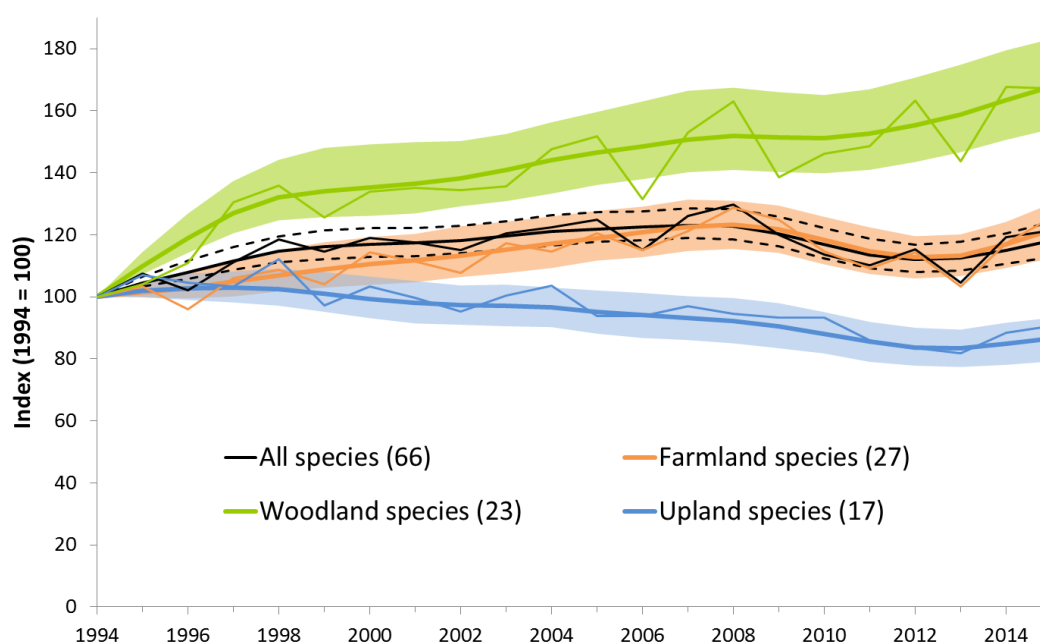 180
160
140
120
100
80
60
40
20
0
Index (1994 = 100)
All species (66)
Farmland species (27)
Woodland species (23)
Upland species (17)
1994 1996 1998 2000 2002 2004 2006 2008 2010 2012 2014